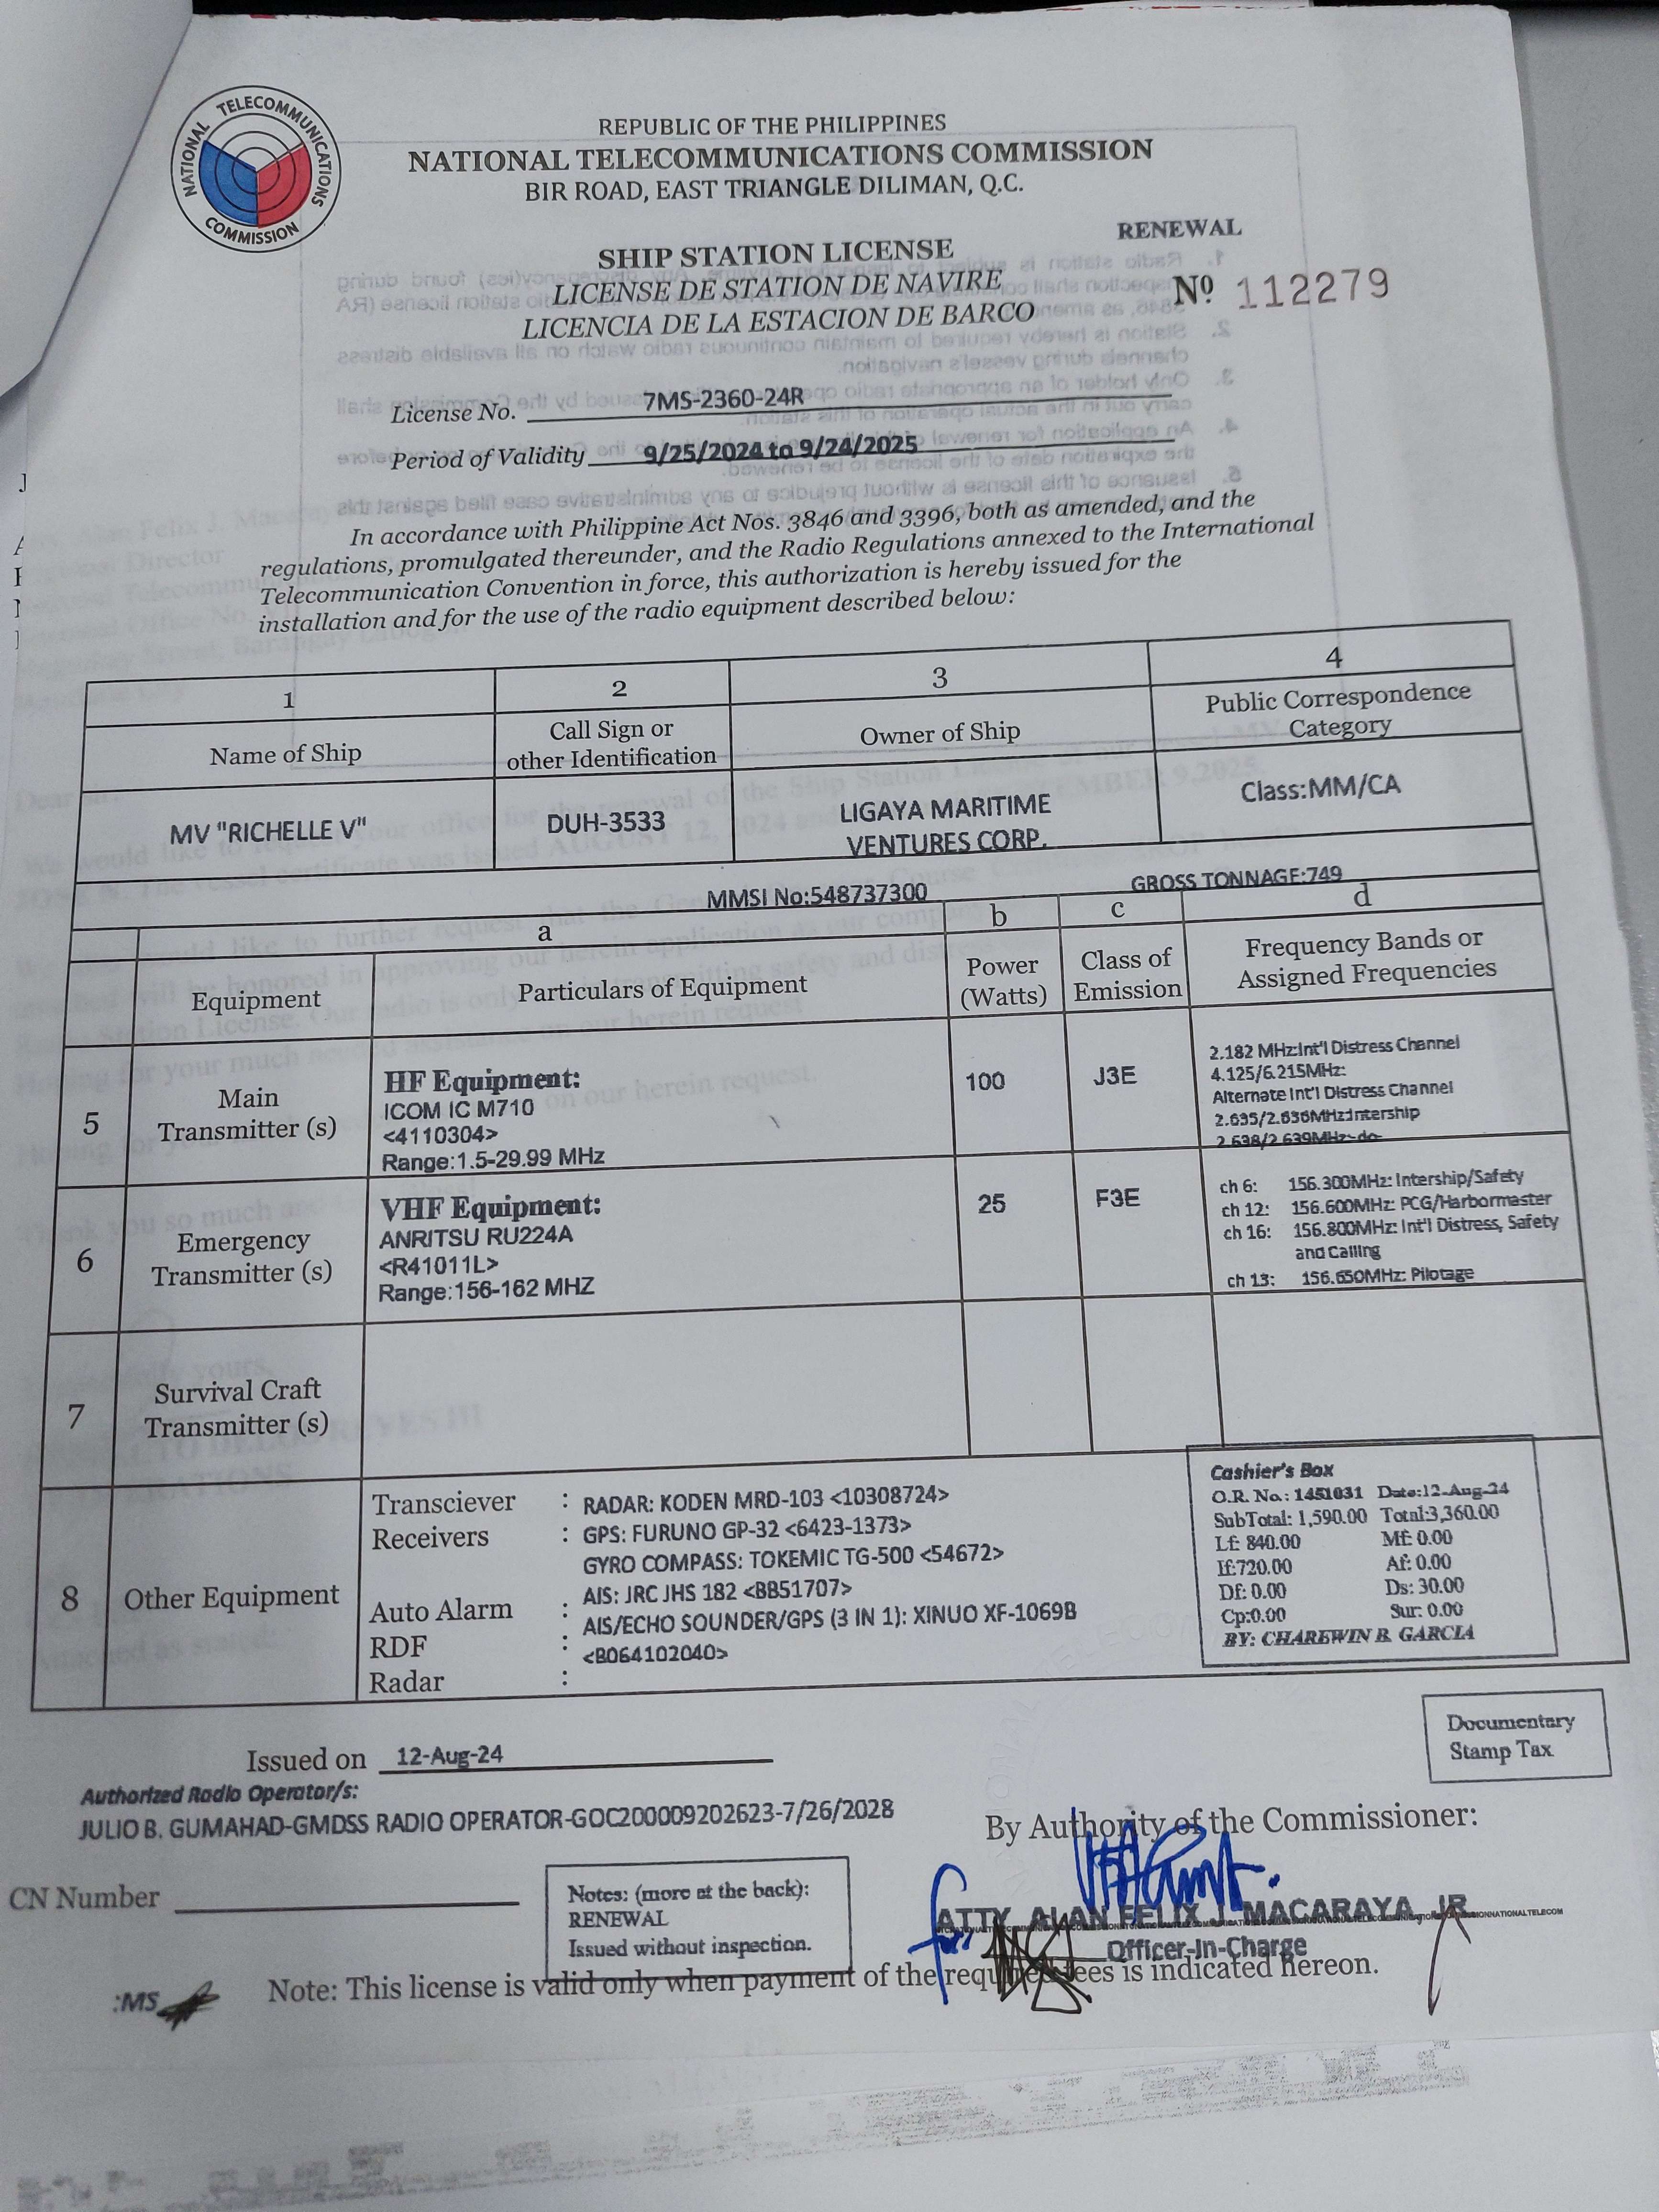 NATIONAL TELECOMMUNICATIONS COMMISSION
REPUBLIC OF THE PHILIPPINES
NATIONAL TELECOMMUNICATIONS COMMISSION
BIR ROAD, EAST TRIANGLE DILIMAN, Q.C.
RENEWAL
SHIP STATION LICENSE
LICENSE DE STATION DE NAVIRE
LICENCIA DE LA ESTACION DE BARCO
Nº 112279
License No. 7MS-2360-24R
Period of Validity 9/25/2024 to 9/24/2025
In accordance with Philippine Act Nos. 3846 and 3396, both as amended, and the
regulations, promulgated thereunder, and the Radio Regulations annexed to the International
Telecommunication Convention in force, this authorization is hereby issued for the
installation and for the use of the radio equipment described below:
1 2 3 4
Name of Ship
Call Sign or
other Identification
Owner of Ship
Public Correspondence
Category
MV "RICHELLE V"
DUH-3533
LIGAYA MARITIME
VENTURES CORP.
Class:MM/CA
MMSI No:548737300 GROSS TONNAGE:749
a b c d
Equipment
Particulars of Equipment
Power
(Watts)
Class of
Emission
Frequency Bands or
Assigned Frequencies
5
Main
Transmitter (s)
HF Equipment:
ICOM IC M710
<4110304>
Range:1.5-29.99 MHz
100
J3E
2.182 MHz:Int'l Distress Channel
4.125/6.215MHz:
Alternate Int'l Distress Channel
2.635/2.636MHz:Intership
2.638/2.639MHz:-do-
6
Emergency
Transmitter (s)
VHF Equipment:
ANRITSU RU224A
<R41011L>
Range:156-162 MHZ
25
F3E
ch 6: 156.300MHz: Intership/Safety
ch 12: 156.600MHz: PCG/Harbormaster
ch 16: 156.800MHz: Int'l Distress, Safety
and Calling
ch 13: 156.650MHz: Pilotage
7
Survival Craft
Transmitter (s)
8
Other Equipment
Transciever : RADAR: KODEN MRD-103 <10308724>
Receivers : GPS: FURUNO GP-32 <6423-1373>
GYRO COMPASS: TOKEMIC TG-500 <54672>
AIS: JRC JHS 182 <BB51707>
Auto Alarm : AIS/ECHO SOUNDER/GPS (3 IN 1): XINUO XF-1069B
RDF : <B064102040>
Radar :
Cashier's Box
O.R. No.: 1451031 Date:12-Aug-24
SubTotal: 1,590.00 Total:3,360.00
Lf: 840.00 Mf: 0.00
If:720.00 Af: 0.00
Df: 0.00 Ds: 30.00
Cp:0.00 Sur: 0.00
BY: CHAREWIN R. GARCIA
Documentary
Stamp Tax
Issued on 12-Aug-24
Authorized Radio Operator/s:
JULIO B. GUMAHAD-GMDSS RADIO OPERATOR-GOC200009202623-7/26/2028
By Authority of the Commissioner:
CN Number
Notes: (more at the back):
RENEWAL
Issued without inspection.
for:
ATTY. ALAN FELIX J. MACARAYA, JR
Officer-In-Charge
Note: This license is valid only when payment of the required fees is indicated hereon.
:MS